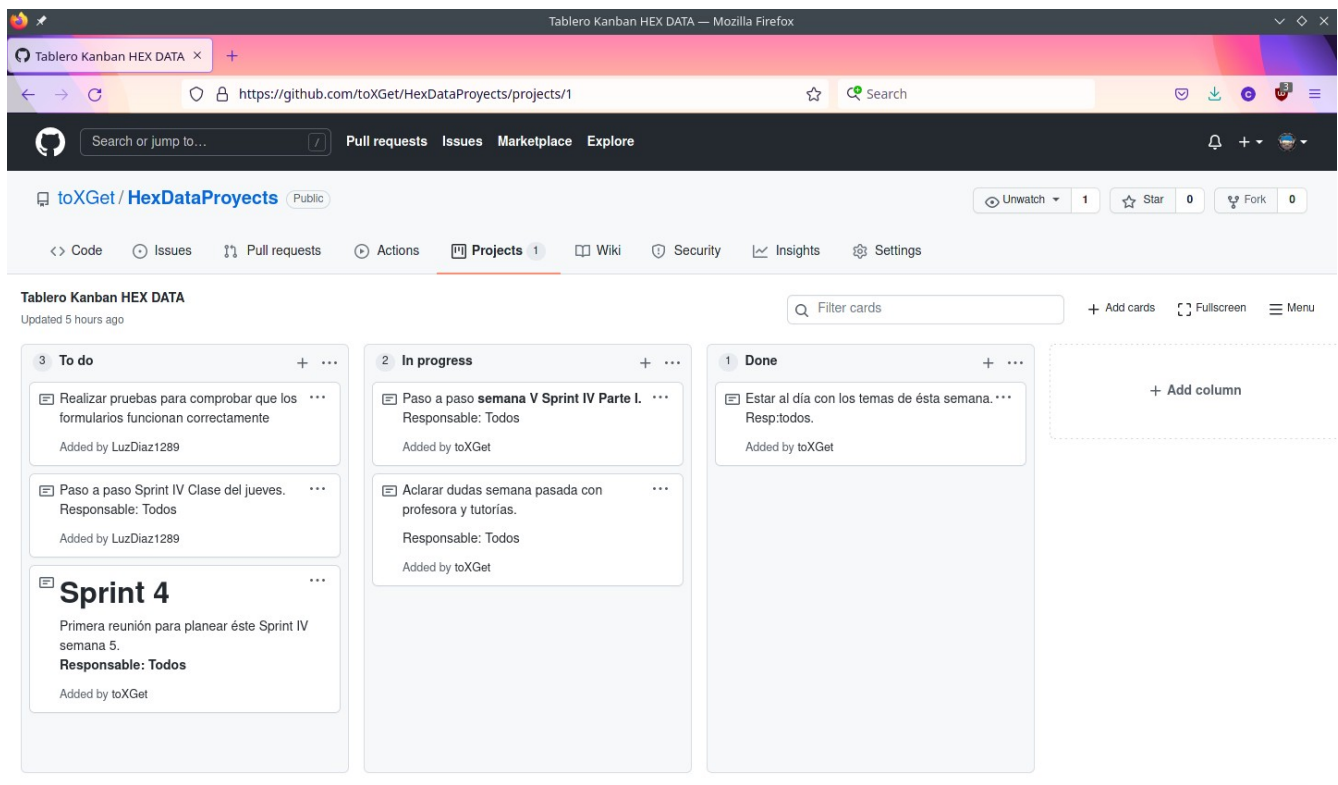 Tablero Kanban HEX DATA — Mozilla Firefox
Tablero Kanban HEX DATA
https://github.com/toXGet/HexDataProyects/projects/1
Search
3
Search or jump to...
/
Pull requests Issues Marketplace Explore
toXGet / HexDataProyects Public
Unwatch 1 Star 0 Fork 0
Code Issues Pull requests Actions Projects 1 Wiki Security Insights Settings
Tablero Kanban HEX DATA
Updated 5 hours ago
Filter cards
+ Add cards Fullscreen Menu
3 To do
Realizar pruebas para comprobar que los
formularios funcionan correctamente
Added by LuzDiaz1289
Paso a paso Sprint IV Clase del jueves.
Responsable: Todos
Added by LuzDiaz1289
Sprint 4
Primera reunión para planear éste Sprint IV
semana 5.
Responsable: Todos
Added by toXGet
2 In progress
Paso a paso semana V Sprint IV Parte I.
Responsable: Todos
Added by toXGet
Aclarar dudas semana pasada con
profesora y tutorías.
Responsable: Todos
Added by toXGet
1 Done
Estar al día con los temas de ésta semana.
Resp:todos.
Added by toXGet
+ Add column